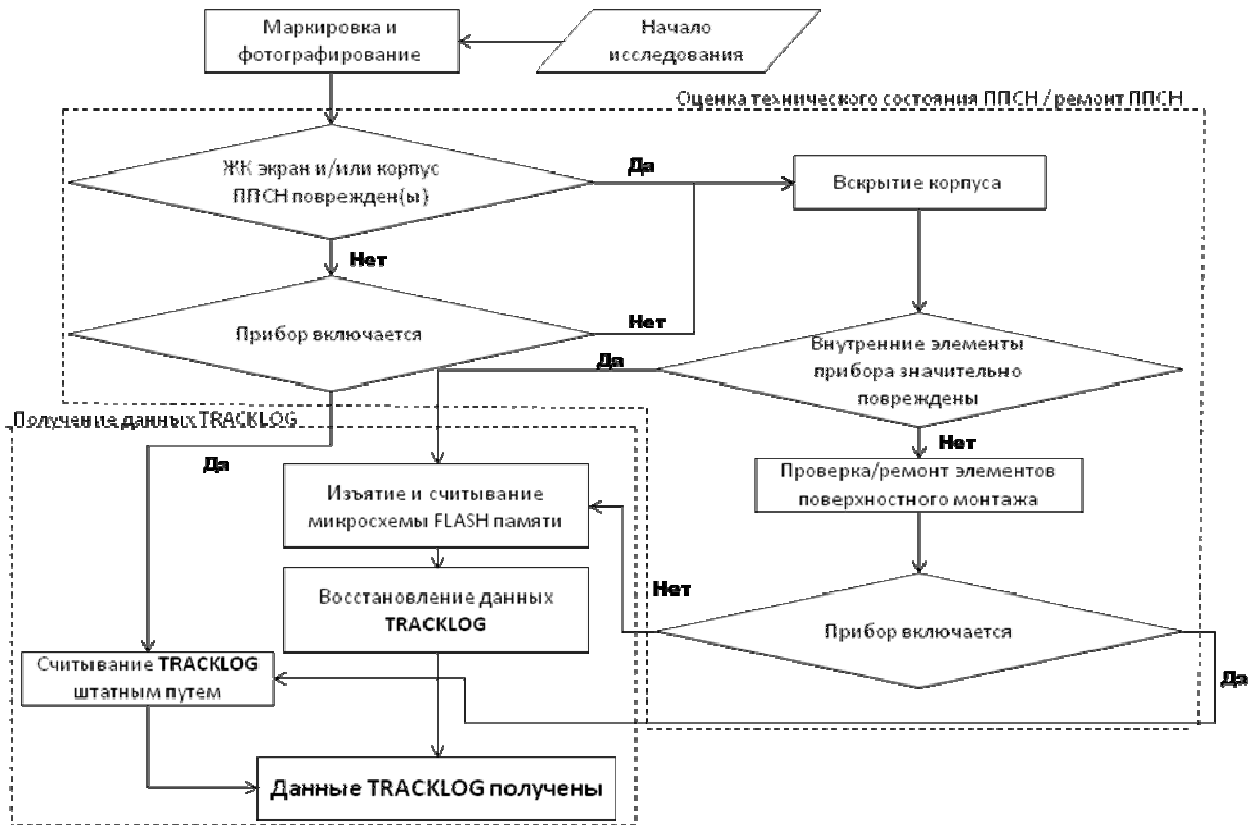 Маркировка и
фотографирование
Начало
исследования
Оценка технического состояния ППСН / ремонт ППСН
ЖК экран и/или корпус
ППСН поврежден(ы)
Да
Вскрытие корпуса
Нет
Прибор включается
Нет
Да
Внутренние элементы
прибора значительно
повреждены
Получение данных TRACKLOG
Да
Нет
Изъятие и считывание
микросхемы FLASH памяти
Проверка/ремонт элементов
поверхностного монтажа
Восстановление данных
TRACKLOG
Нет
Прибор включается
Считывание TRACKLOG
штатным путем
Да
Данные TRACKLOG получены